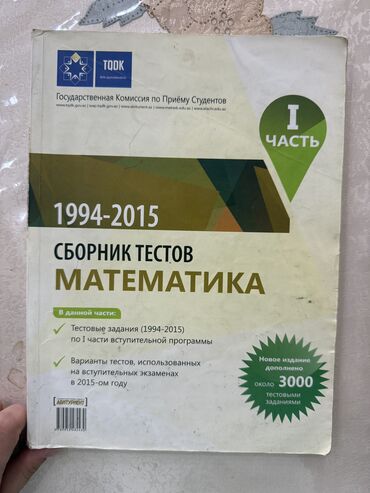 TQDK
Государственная Комиссия по Приёму Студентов
I
ЧАСТЬ
1994-2015
СБОРНИК ТЕСТОВ
МАТЕМАТИКА
В данной части:
Тестовые задания (1994-2015)
по I части вступительной программы
Варианты тестов, использованных
на вступительных экзаменах
в 2015-ом году
Новое издание
дополнено
около 3000
тестовыми
заданиями
АБИТУРИЕНТ